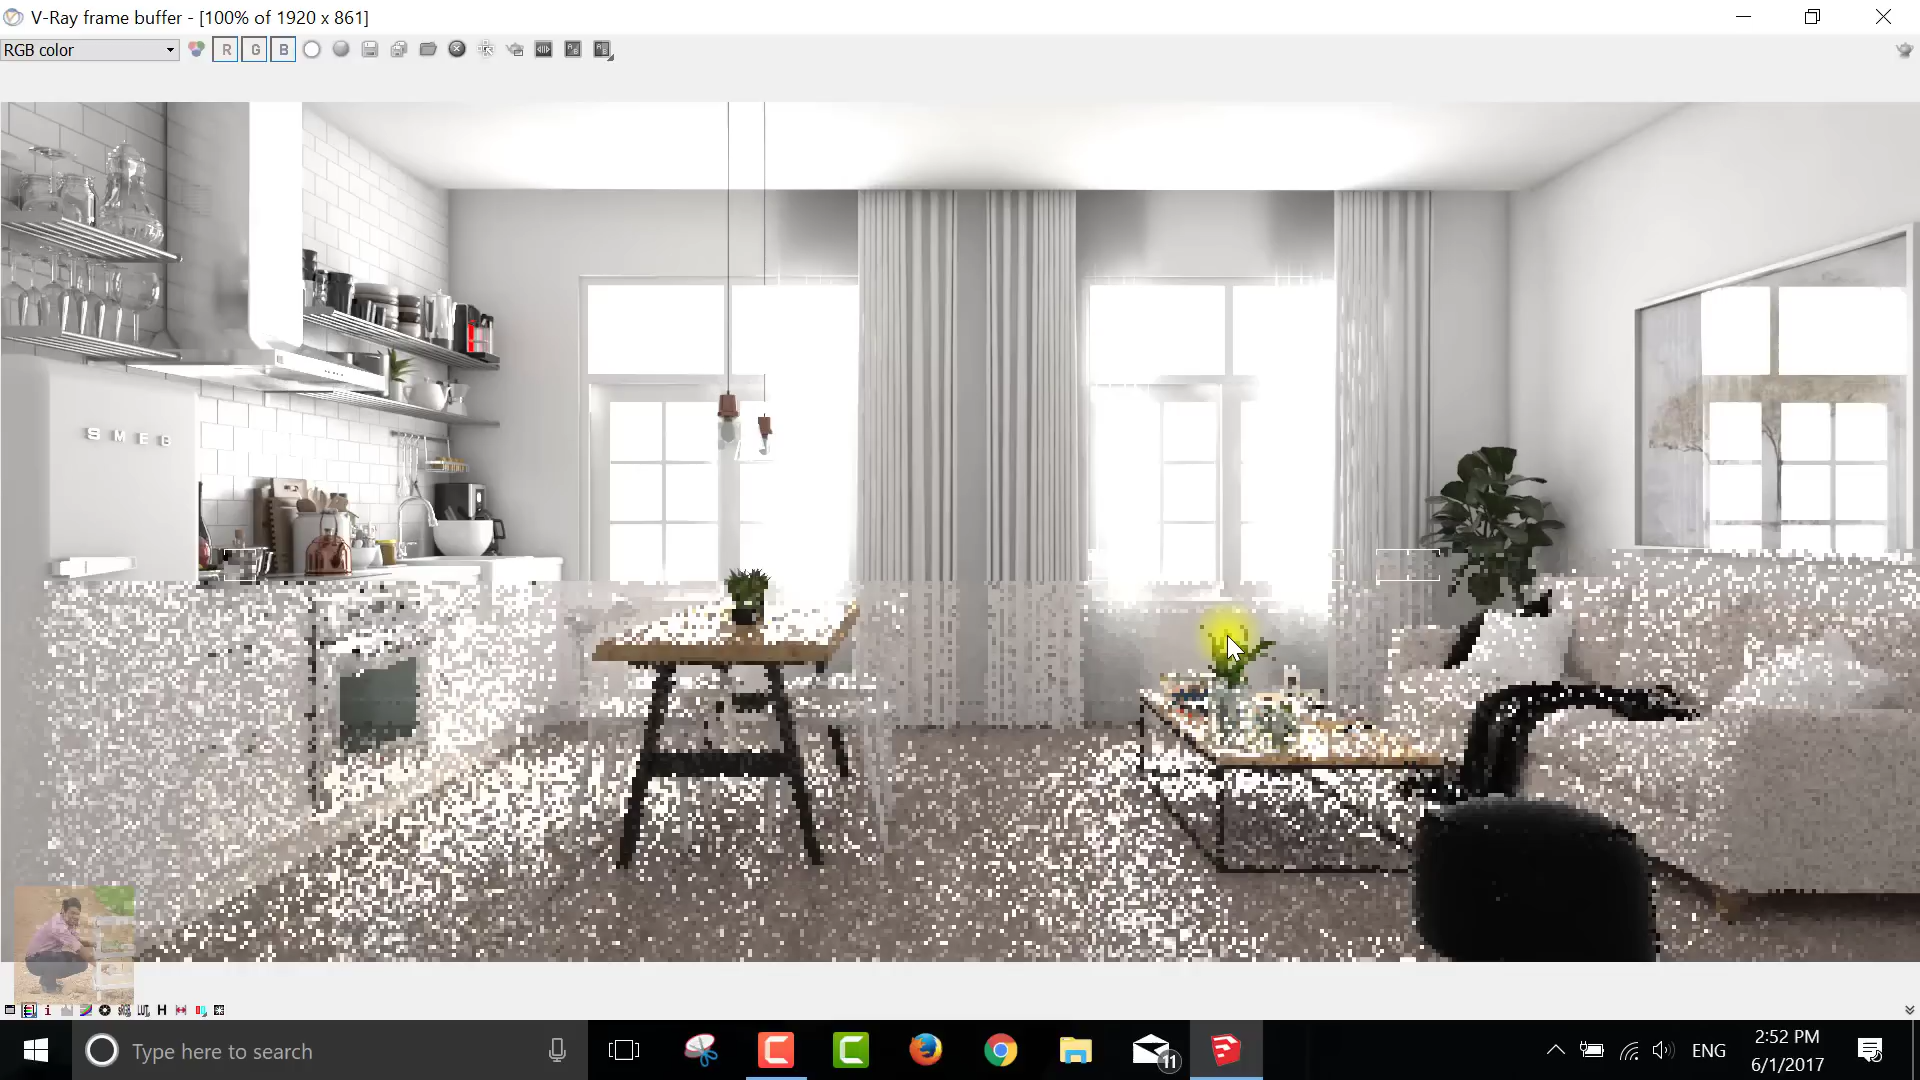 V-Ray frame buffer - [100% of 1920 x 861]
RGB color
R G B
SMEG
i
H
Type here to search
11
ENG
2:52 PM
6/1/2017